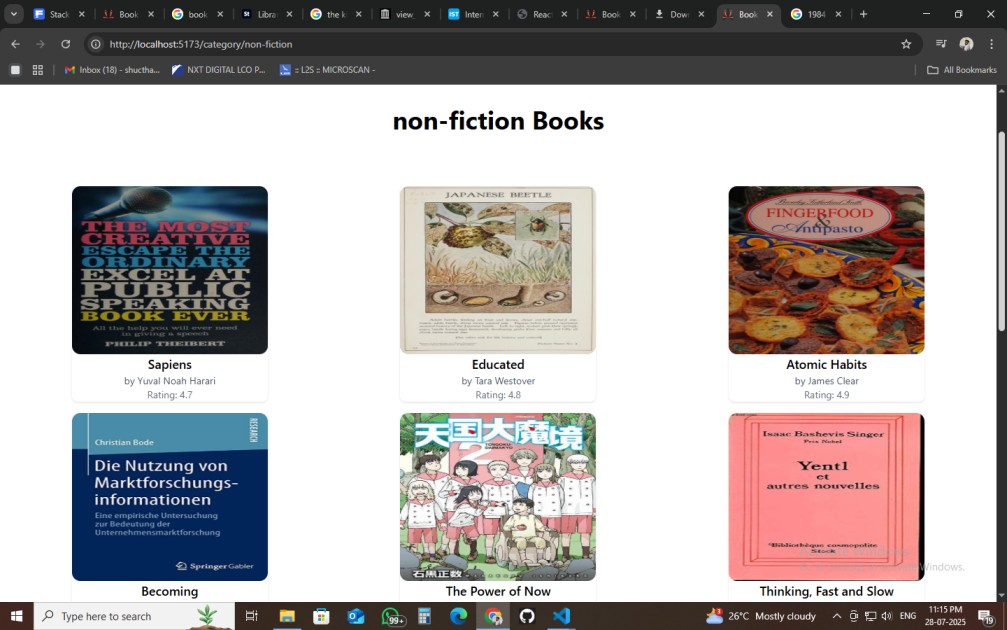 Stack
Book
book
Libra
the k
view_
Inter
Reac
Book
Dow
Book
1984
http://localhost:5173/category/non-fiction
Inbox (18) - shuctha...
NXT DIGITAL LCO P...
:: L2S :: MICROSCAN -
All Bookmarks
non-fiction Books
THE MOST
CREATIVE
ESCAPE THE
ORDINARY
EXCEL AT
PUBLIC
SPEAKING
BOOK EVER
All the help you will ever need
in giving a speech
PHILIP THEIBERT
Sapiens
by Yuval Noah Harari
Rating: 4.7
JAPANESE BEETLE
Educated
by Tara Westover
Rating: 4.8
FINGERFOOD
&
Antipasto
Atomic Habits
by James Clear
Rating: 4.9
RESEARCH
Christian Bode
Die Nutzung von
Marktforschungs-
informationen
Eine empirische Untersuchung
zur Bedeutung der
Unternehmensmarktforschung
Springer Gabler
Becoming
天国大魔境
2
石黒正数
The Power of Now
Isaac Bashevis Singer
Prix Nobel
Yentl
et
autres nouvelles
Bibliothèque cosmopolite
Stock
Thinking, Fast and Slow
Windows.
Type here to search
99+
26°C Mostly cloudy
ENG
11:15 PM
28-07-2025
19